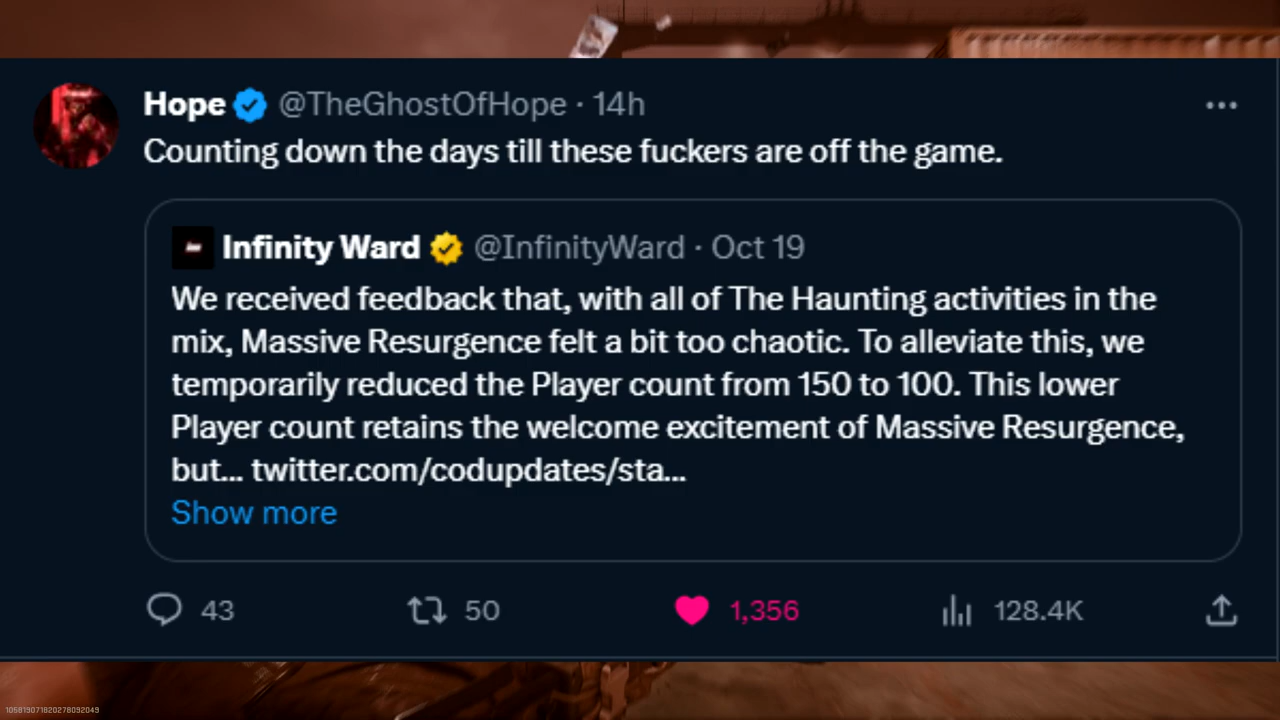 Hope @TheGhostOfHope · 14h
Counting down the days till these fuckers are off the game.
Infinity Ward @InfinityWard · Oct 19
We received feedback that, with all of The Haunting activities in the
mix, Massive Resurgence felt a bit too chaotic. To alleviate this, we
temporarily reduced the Player count from 150 to 100. This lower
Player count retains the welcome excitement of Massive Resurgence,
but... twitter.com/codupdates/sta...
Show more
43 50 1,356 128.4K
105819071820278092049